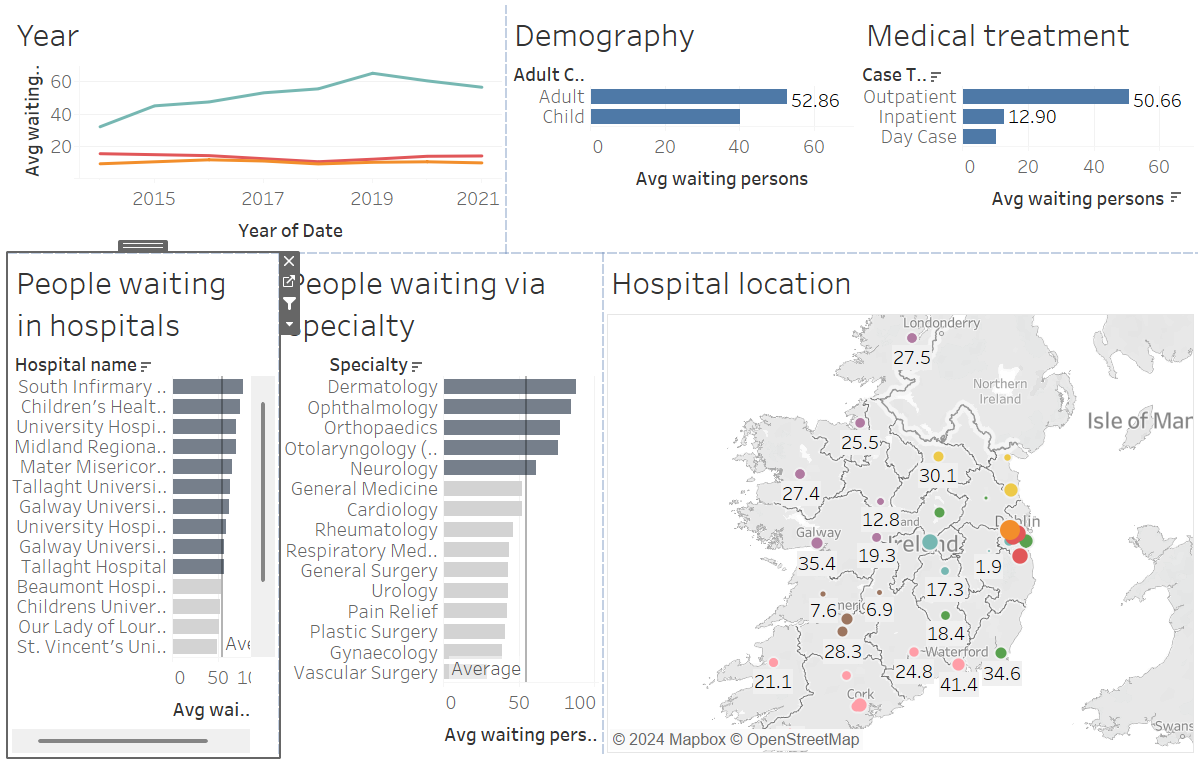 Year
Avg waiting..
60
40
20
2015 2017 2019 2021
Year of Date
Demography
Adult C..
Adult 52.86
Child
0 20 40 60
Avg waiting persons
Medical treatment
Case T..
Outpatient 50.66
Inpatient 12.90
Day Case
0 20 40 60
Avg waiting persons
People waiting
in hospitals
Hospital name
South Infirmary ..
Children's Healt..
University Hospi..
Midland Regiona..
Mater Misericor..
Tallaght Universi..
Galway Universi..
University Hospi..
Galway Universi..
Tallaght Hospital
Beaumont Hospi..
Childrens Univer..
Our Lady of Lour..
St. Vincent's Uni..
Ave
0 50 10
Avg wai..
People waiting via
specialty
Specialty
Dermatology
Ophthalmology
Orthopaedics
Otolaryngology (..
Neurology
General Medicine
Cardiology
Rheumatology
Respiratory Med..
General Surgery
Urology
Pain Relief
Plastic Surgery
Gynaecology
Vascular Surgery
Average
0 50 100
Avg waiting pers..
Hospital location
Londonderry
27.5
Northern
Ireland
Isle of Mar
25.5
30.1
27.4
12.8
and
Dublin
Galway
Ireland
35.4
19.3
1.9
17.3
7.6
meric
6.9
18.4
28.3
Waterford
21.1
24.8
41.4
34.6
Cork
Swans
© 2024 Mapbox © OpenStreetMap